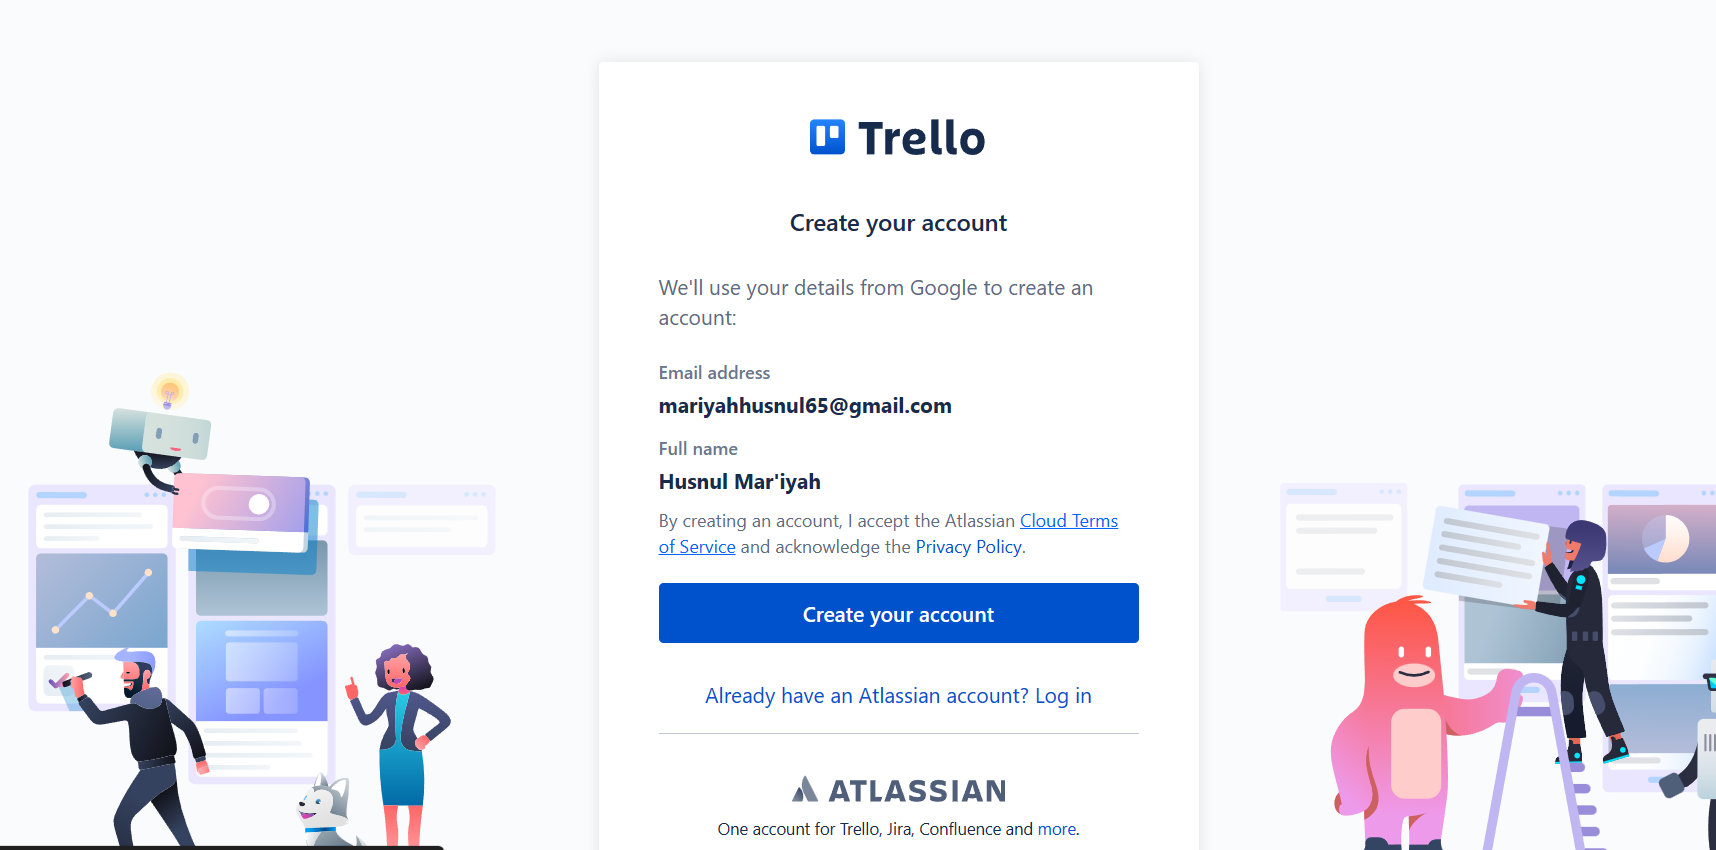 Trello
Create your account
We'll use your details from Google to create an
account:
Email address
mariyahhusnul65@gmail.com
Full name
Husnul Mar'iyah
By creating an account, I accept the Atlassian Cloud Terms
of Service and acknowledge the Privacy Policy.
Create your account
Already have an Atlassian account? Log in
ATLASSIAN
One account for Trello, Jira, Confluence and more.